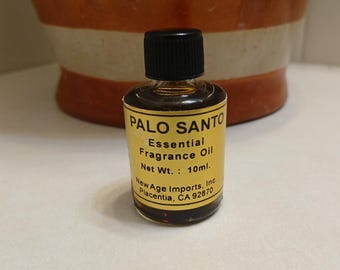 PALO SANTO
Essential
Fragrance Oil
Net Wt. : 10ml.
New Age Imports, Inc.
Placentia, CA 92870